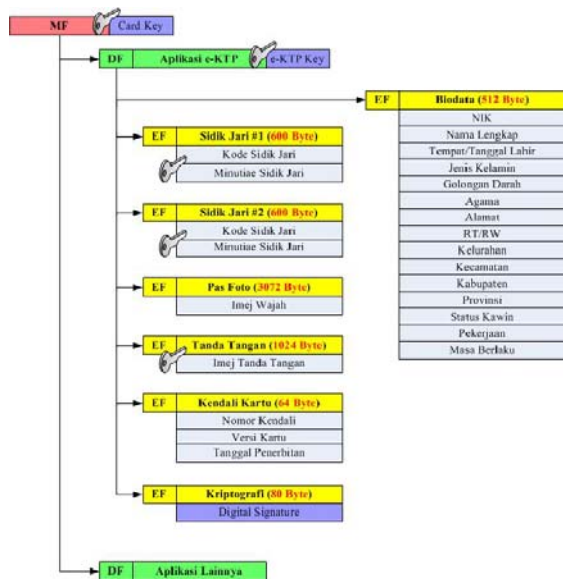 MF Card Key
DF Aplikasi e-KTP e-KTP Key
EF Biodata (512 Byte)
NIK
Nama Lengkap
Tempat/Tanggal Lahir
Jenis Kelamin
Golongan Darah
Agama
Alamat
RT/RW
Kelurahan
Kecamatan
Kabupaten
Provinsi
Status Kawin
Pekerjaan
Masa Berlaku
EF Sidik Jari #1 (600 Byte)
Kode Sidik Jari
Minutiae Sidik Jari
EF Sidik Jari #2 (600 Byte)
Kode Sidik Jari
Minutiae Sidik Jari
EF Pas Foto (3072 Byte)
Imej Wajah
EF Tanda Tangan (1024 Byte)
Imej Tanda Tangan
EF Kendali Kartu (64 Byte)
Nomor Kendali
Versi Kartu
Tanggal Penerbitan
EF Kriptografi (80 Byte)
Digital Signature
DF Aplikasi Lainnya